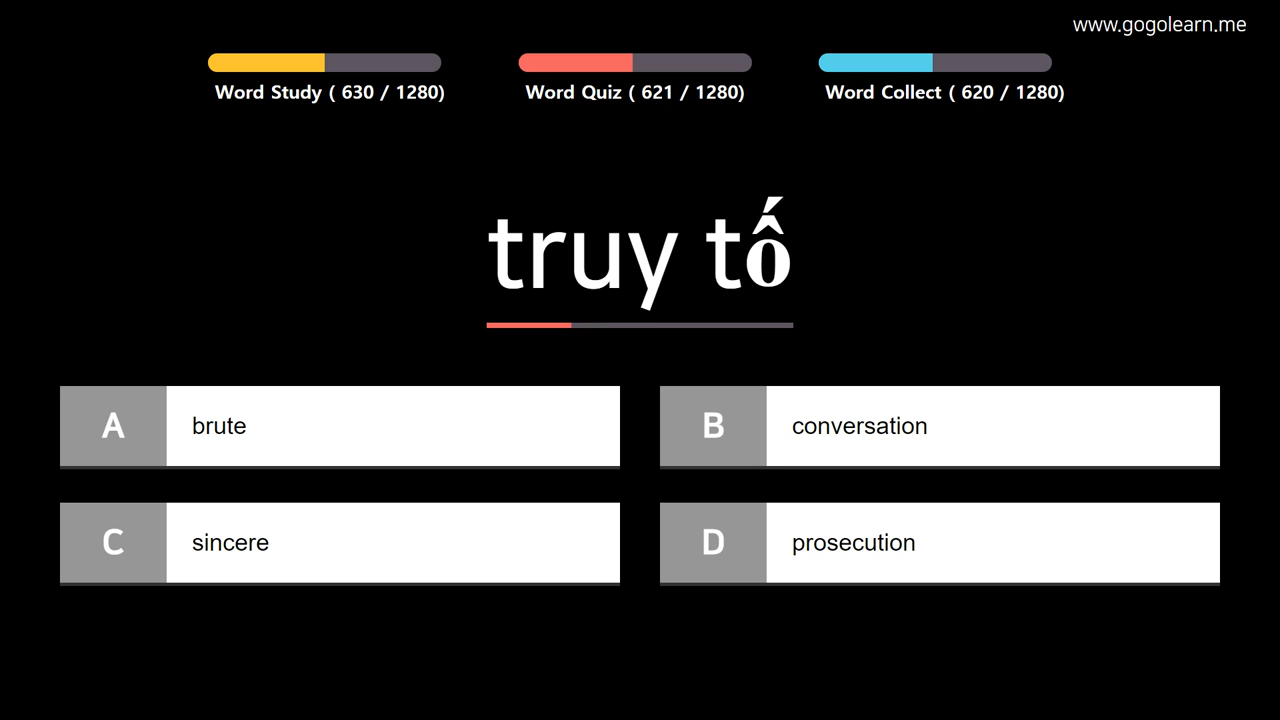 www.gogolearn.me
Word Study ( 630 / 1280)
Word Quiz ( 621 / 1280)
Word Collect ( 620 / 1280)
truy tố
A brute
B conversation
C sincere
D prosecution